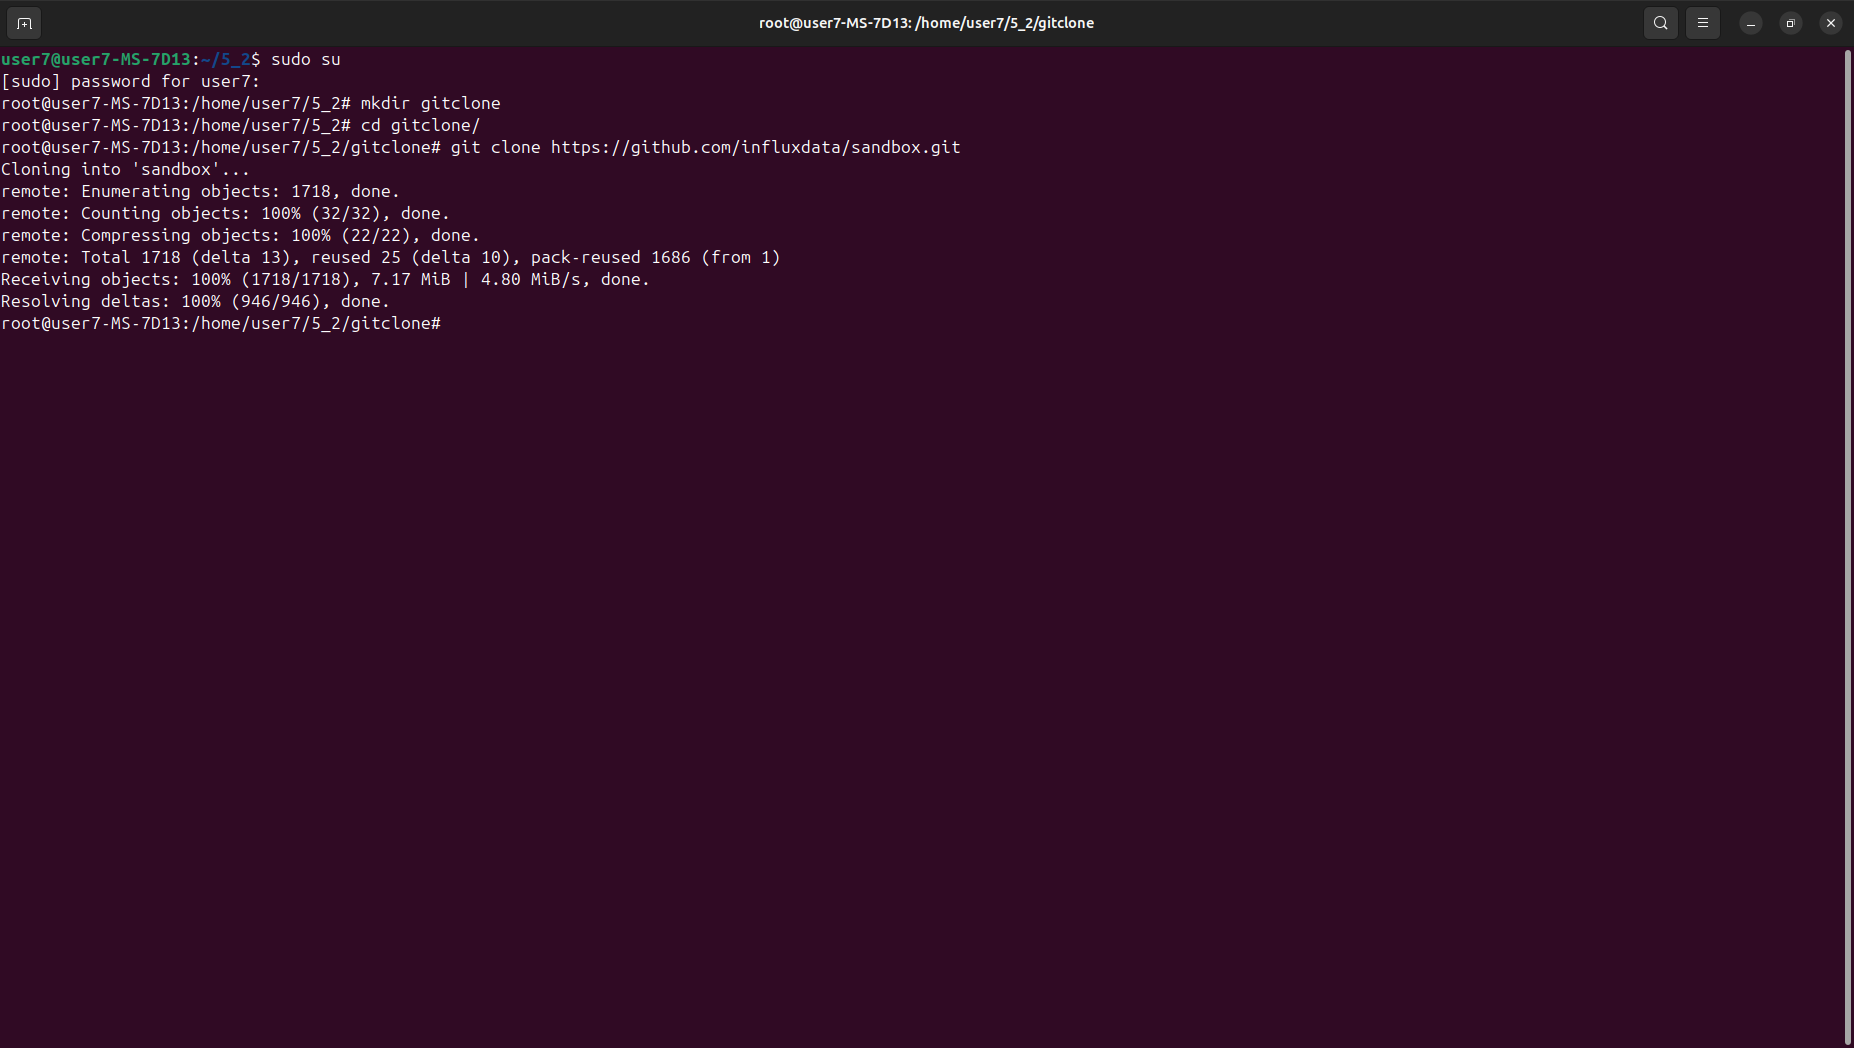 root@user7-MS-7D13: /home/user7/5_2/gitclone
user7@user7-MS-7D13:~/5_2$ sudo su
[sudo] password for user7:
root@user7-MS-7D13:/home/user7/5_2# mkdir gitclone
root@user7-MS-7D13:/home/user7/5_2# cd gitclone/
root@user7-MS-7D13:/home/user7/5_2/gitclone# git clone https://github.com/influxdata/sandbox.git
Cloning into 'sandbox'...
remote: Enumerating objects: 1718, done.
remote: Counting objects: 100% (32/32), done.
remote: Compressing objects: 100% (22/22), done.
remote: Total 1718 (delta 13), reused 25 (delta 10), pack-reused 1686 (from 1)
Receiving objects: 100% (1718/1718), 7.17 MiB | 4.80 MiB/s, done.
Resolving deltas: 100% (946/946), done.
root@user7-MS-7D13:/home/user7/5_2/gitclone#